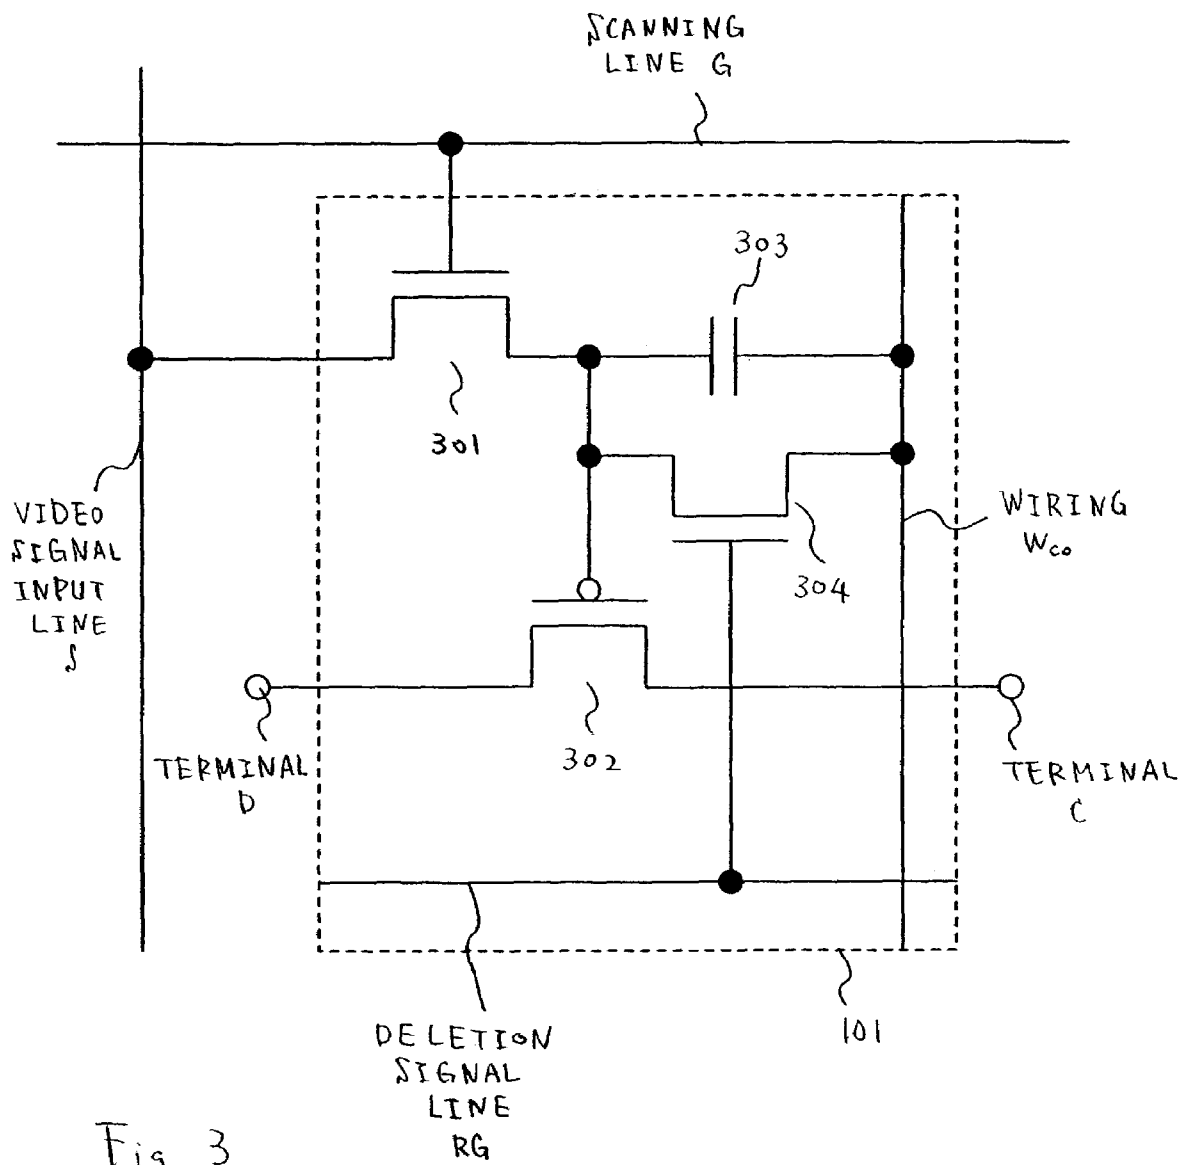 SCANNING
LINE G
303
301
VIDEO
SIGNAL
INPUT
LINE
S
WIRING
Wco
304
TERMINAL
D
302
TERMINAL
C
101
DELETION
SIGNAL
LINE
RG
Fig 3